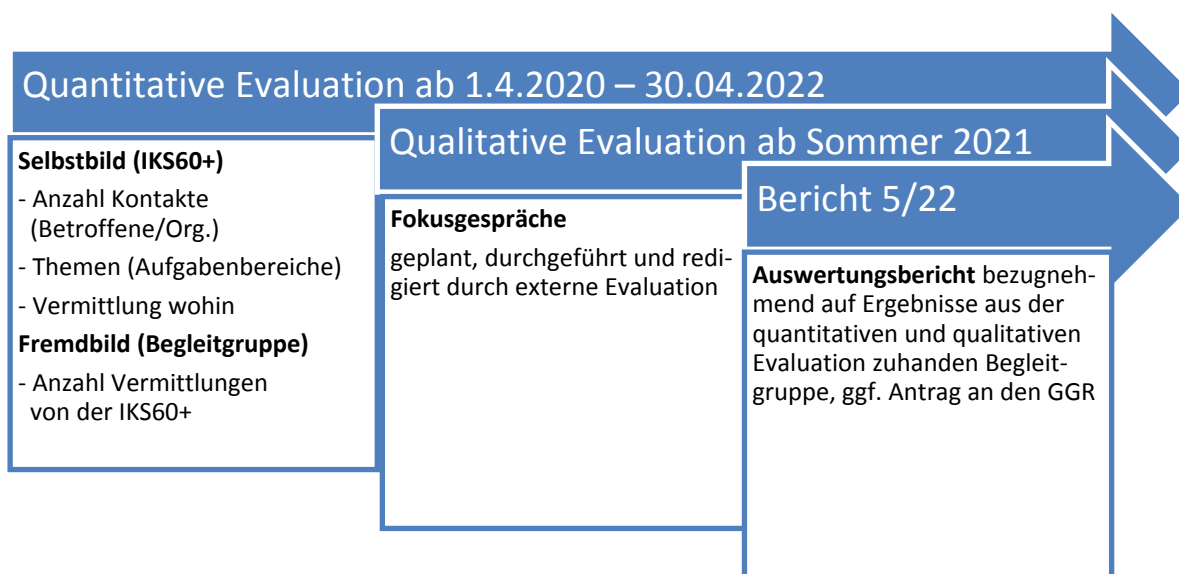 Quantitative Evaluation ab 1.4.2020 – 30.04.2022
Selbstbild (IKS60+)
- Anzahl Kontakte
(Betroffene/Org.)
- Themen (Aufgabenbereiche)
- Vermittlung wohin
Fremdbild (Begleitgruppe)
- Anzahl Vermittlungen
von der IKS60+
Qualitative Evaluation ab Sommer 2021
Fokusgespräche
geplant, durchgeführt und redi-
giert durch externe Evaluation
Bericht 5/22
Auswertungsbericht bezugneh-
mend auf Ergebnisse aus der
quantitativen und qualitativen
Evaluation zuhanden Begleit-
gruppe, ggf. Antrag an den GGR